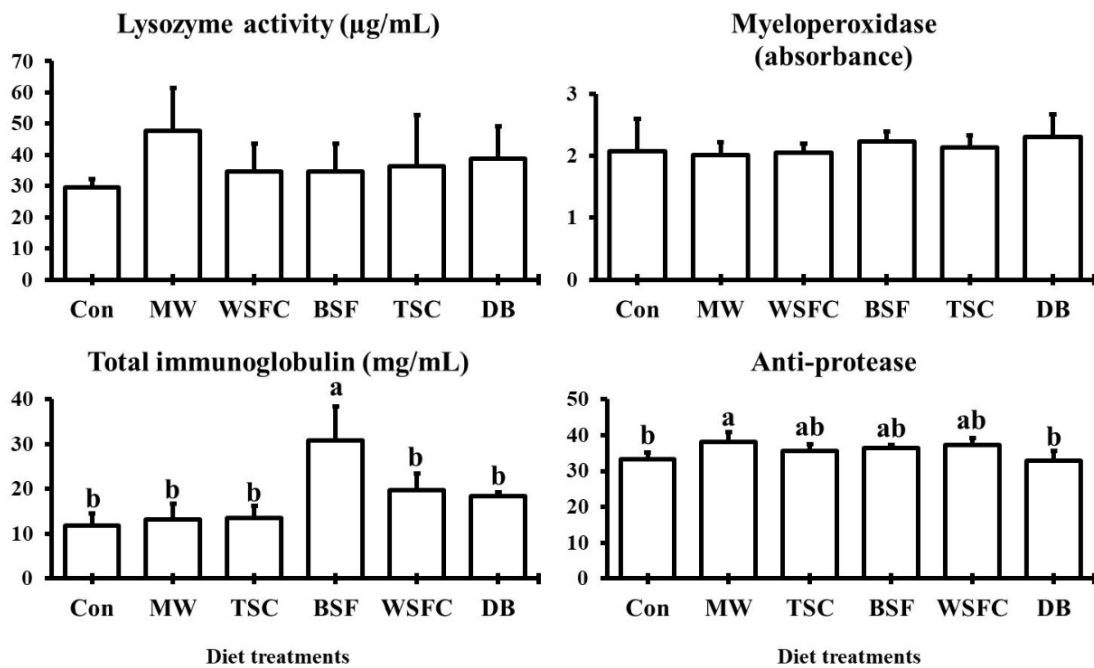 Lysozyme activity (µg/mL)
70
60
50
40
30
20
10
0
Con MW WSFC BSF TSC DB
Myeloperoxidase
(absorbance)
3
2
1
0
Con MW WSFC BSF TSC DB
Total immunoglobulin (mg/mL)
40
30
20
10
0
b b b a b b
Con MW TSC BSF WSFC DB
Diet treatments
Anti-protease
50
40
30
20
10
0
b a ab ab ab b
Con MW TSC BSF WSFC DB
Diet treatments